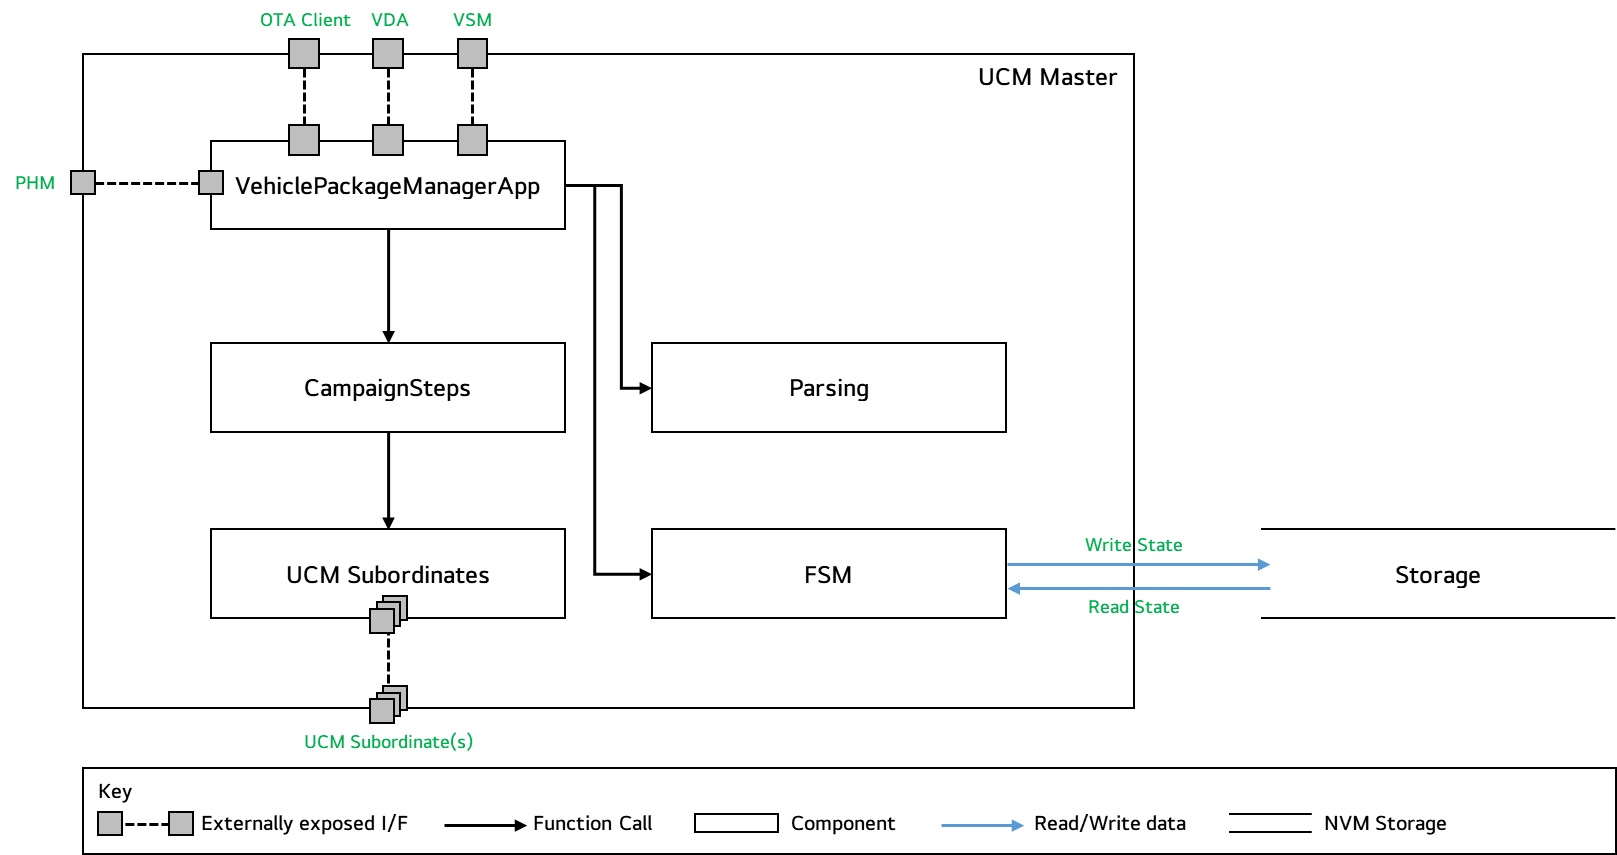 OTA Client
VDA
VSM
UCM Master
PHM
VehiclePackageManagerApp
CampaignSteps
Parsing
UCM Subordinates
FSM
Write State
Read State
Storage
UCM Subordinate(s)
Key
Externally exposed I/F
Function Call
Component
Read/Write data
NVM Storage